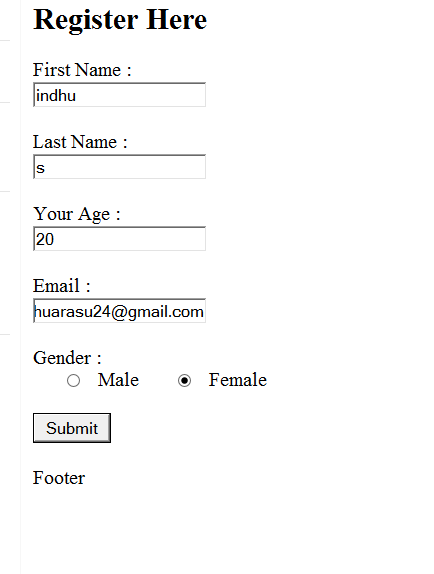 Register Here
First Name :
indhu
Last Name :
s
Your Age :
20
Email :
huarasu24@gmail.com
Gender :
Male Female
Submit
Footer